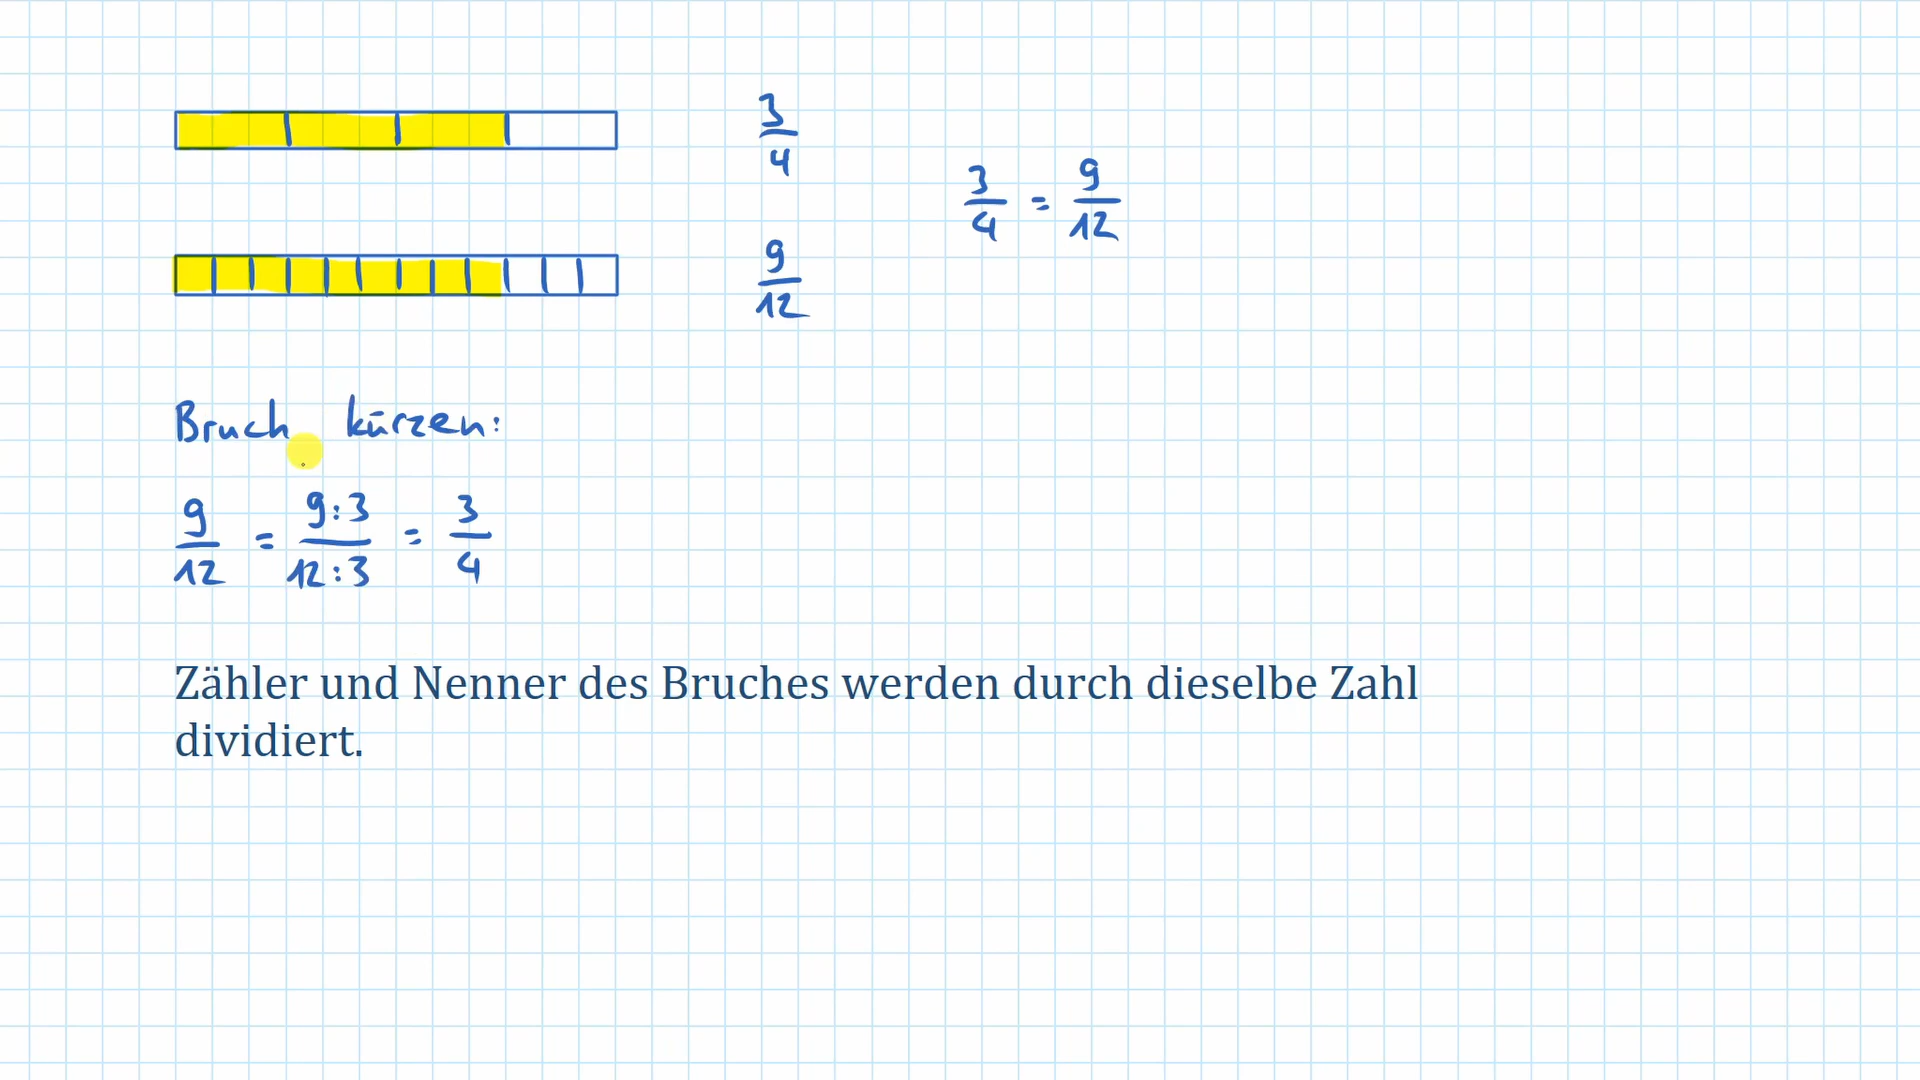 3/4
9/12
3/4 = 9/12
Bruch kürzen:
9/12 = 9:3/12:3 = 3/4
Zähler und Nenner des Bruches werden durch dieselbe Zahl
dividiert.